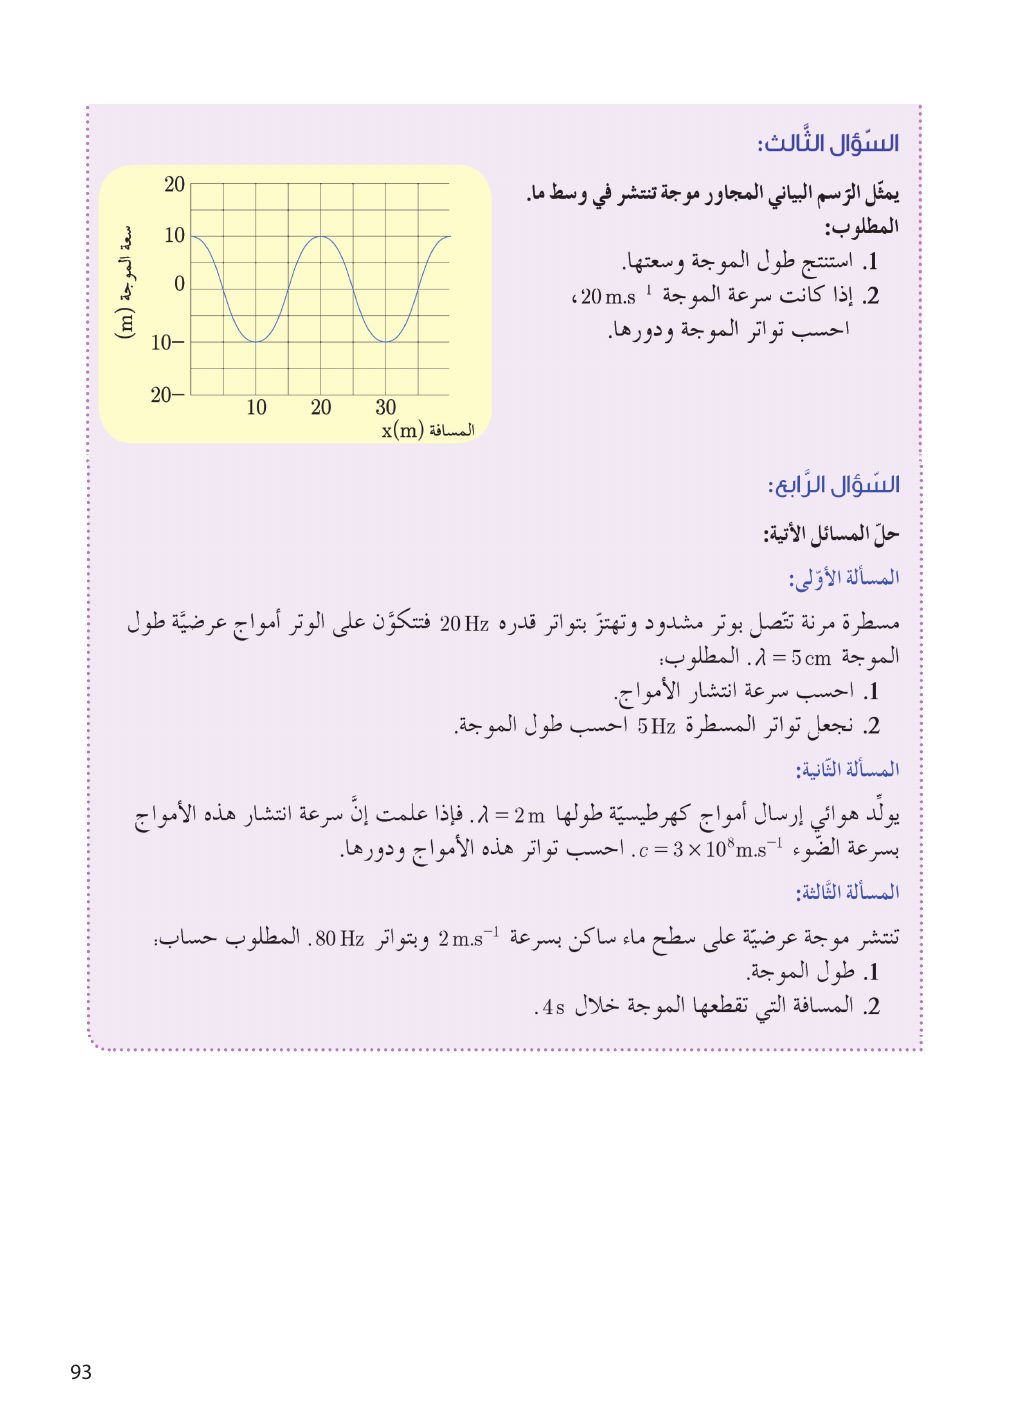 السّؤال الثَّالث:
يمثّل الرّسم البياني المجاور موجة تنتشر في وسط ما.
المطلوب:
1. استنتج طول الموجة وسعتها.
2. إذا كانت سرعة الموجة 20 m.s 1،
احسب تواتر الموجة ودورها.
سعة الموجة (m)
20
10
0
10−
20−
10 20 30
المسافة x(m)
السّؤال الرَّابع:
حلّ المسائل الأتية:
المسألة الأوّلى:
مسطرة مرنة تتّصل بوتر مشدود وتهتزّ بتواتر قدره 20 Hz فتتكوَّن على الوتر أمواج عرضيَّة طول
الموجة λ = 5 cm. المطلوب:
1. احسب سرعة انتشار الأمواج.
2. نجعل تواتر المسطرة 5 Hz احسب طول الموجة.
المسألة الثّانية:
يولِّد هوائي إرسال أمواج كهرطيسيّة طولها λ = 2 m. فإذا علمت إنَّ سرعة انتشار هذه الأمواج
بسرعة الضّوء c = 3 × 10⁸ m.s⁻¹. احسب تواتر هذه الأمواج ودورها.
المسألة الثَّالثة:
تنتشر موجة عرضيّة على سطح ماء ساكن بسرعة 2 m.s⁻¹ وبتواتر 80 Hz. المطلوب حساب:
1. طول الموجة.
2. المسافة التي تقطعها الموجة خلال 4 s.
93